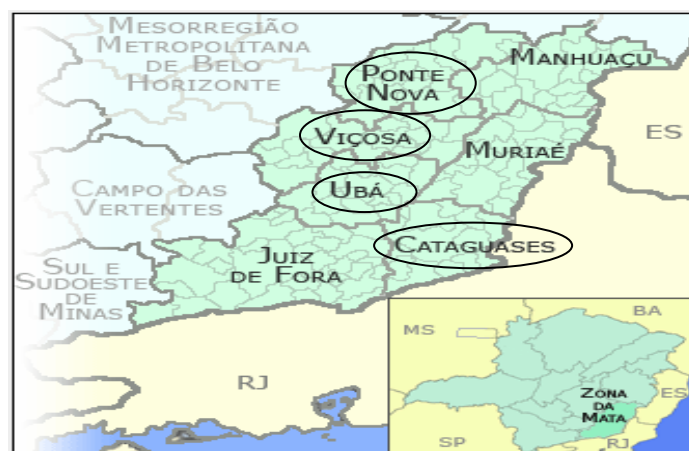 MESORREGIÃO
METROPOLITANA
DE BELO
HORIZONTE
MANHUAÇU
PONTE
NOVA
ES
VIÇOSA
MURIAÉ
CAMPO DAS
VERTENTES
UBÁ
CATAGUASES
JUIZ
DE FORA
SUL E
SUDOESTE
DE
MINAS
RJ
BA
MS
ES
ZONA
DA
MATA
SP
RJ